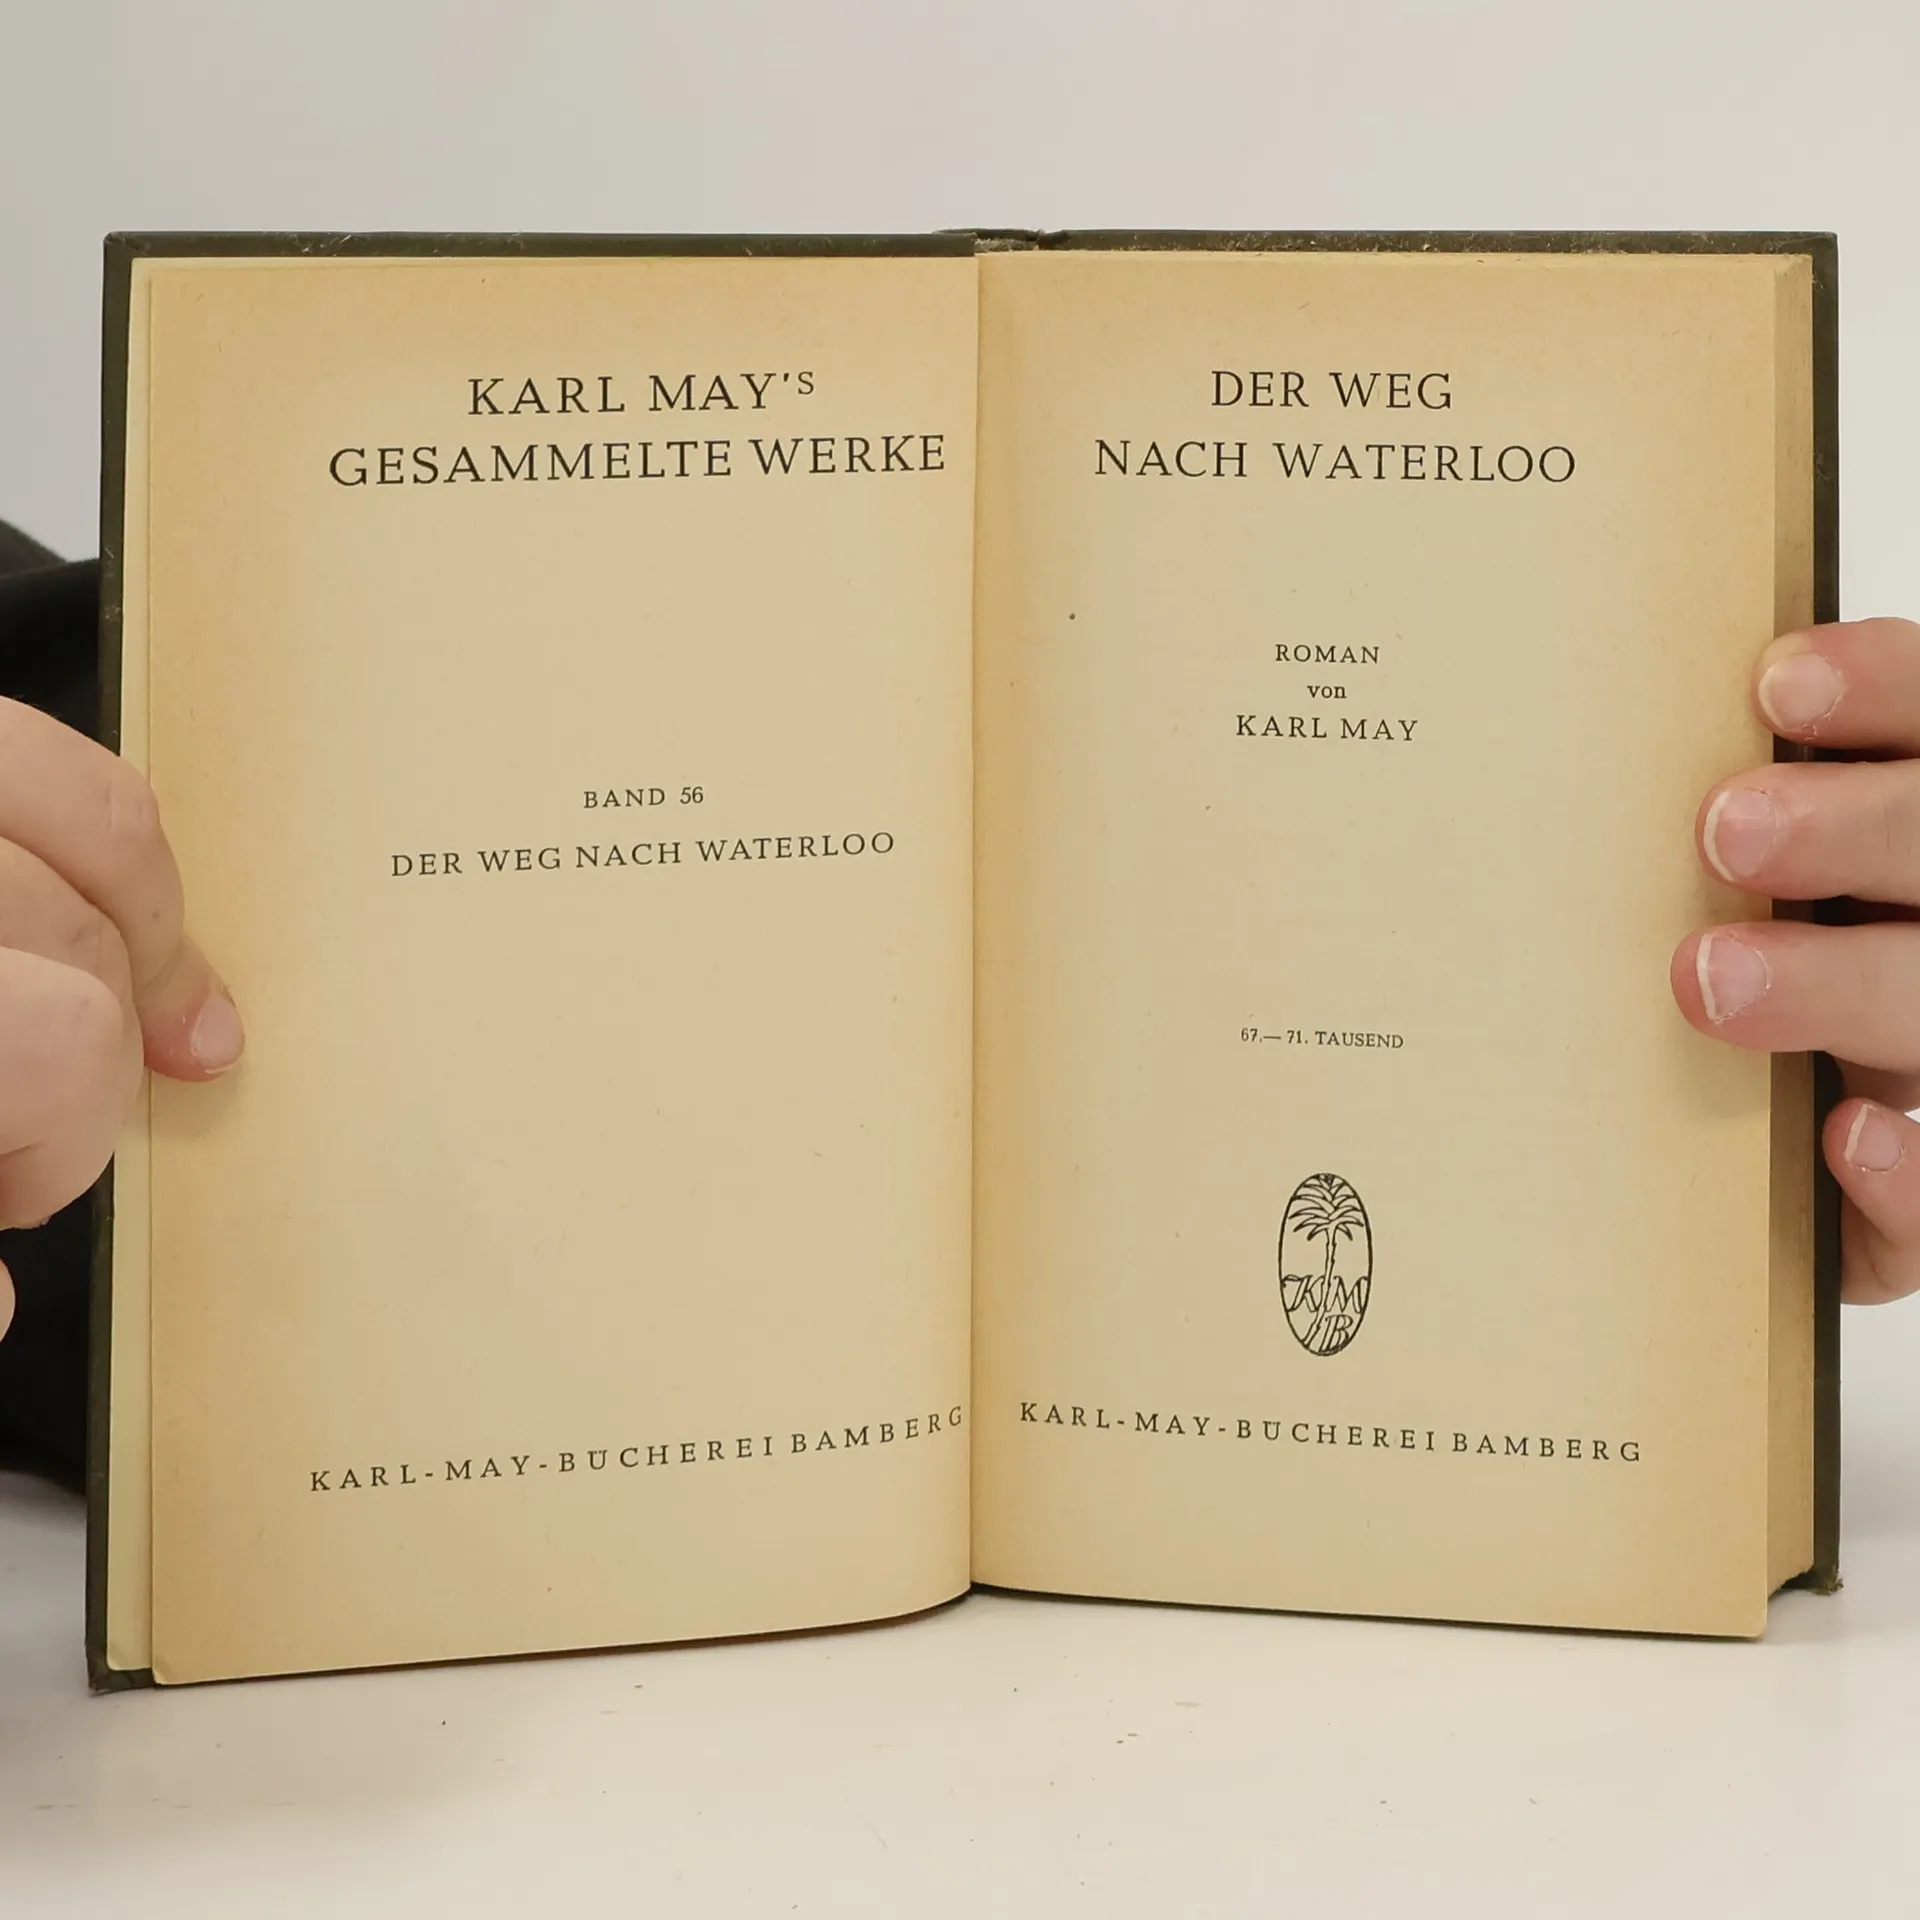 KARL MAY'S
GESAMMELTE WERKE
BAND 56
DER WEG NACH WATERLOO
KARL-MAY-BÜCHEREI BAMBERG
DER WEG
NACH WATERLOO
ROMAN
von
KARL MAY
67.— 71. TAUSEND
KMB
KARL-MAY-BÜCHEREI BAMBERG